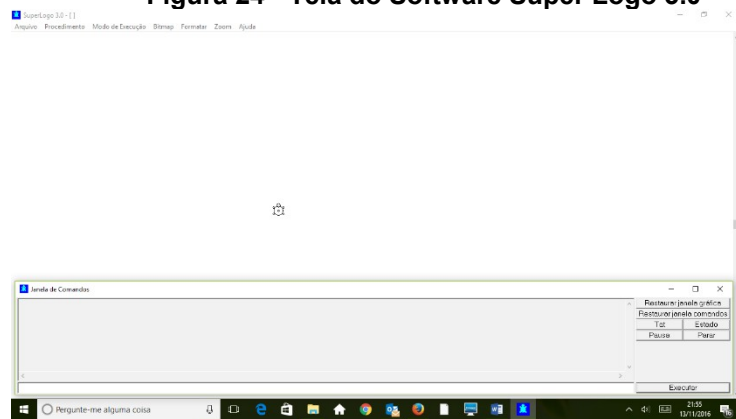 Figura 24 - Tela do Software Super Logo 3.0
SuperLogo 3.0 - [ ]
Arquivo Procedimento Modo de Execução Bitmap Formatar Zoom Ajuda
Janela de Comandos
Restaurar janela gráfica
Restaurar janela comandos
Tat Estado
Pausa Parar
Executar
Pergunte-me alguma coisa
21:55
13/11/2016